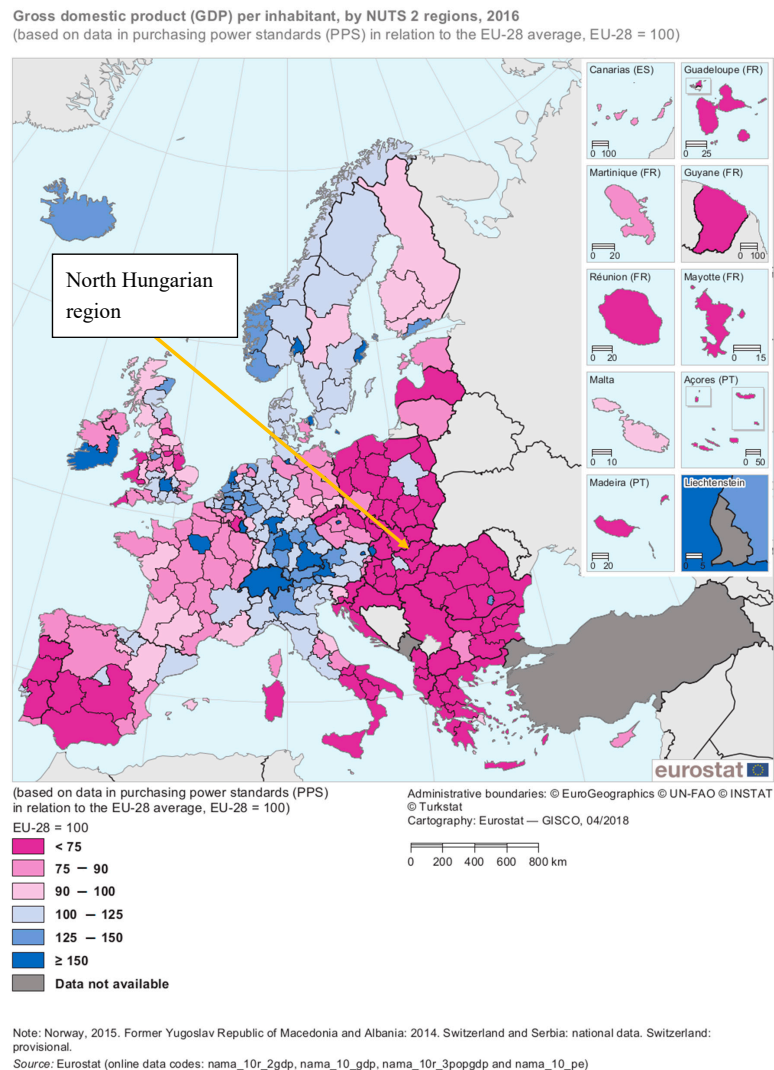 Gross domestic product (GDP) per inhabitant, by NUTS 2 regions, 2016
(based on data in purchasing power standards (PPS) in relation to the EU-28 average, EU-28 = 100)
Canarias (ES)
0 100
Guadeloupe (FR)
0 25
Martinique (FR)
0 20
Guyane (FR)
0 100
Réunion (FR)
0 20
Mayotte (FR)
0 15
Malta
0 10
Açores (PT)
0 50
Madeira (PT)
0 20
Liechtenstein
0 5
North Hungarian
region
eurostat
(based on data in purchasing power standards (PPS)
in relation to the EU-28 average, EU-28 = 100)
EU-28 = 100
< 75
75 – 90
90 – 100
100 – 125
125 – 150
≥ 150
Data not available
Administrative boundaries: © EuroGeographics © UN-FAO © INSTAT
© Turkstat
Cartography: Eurostat — GISCO, 04/2018
0 200 400 600 800 km
Note: Norway, 2015. Former Yugoslav Republic of Macedonia and Albania: 2014. Switzerland and Serbia: national data. Switzerland:
provisional.
Source: Eurostat (online data codes: nama_10r_2gdp, nama_10_gdp, nama_10r_3popgdp and nama_10_pe)